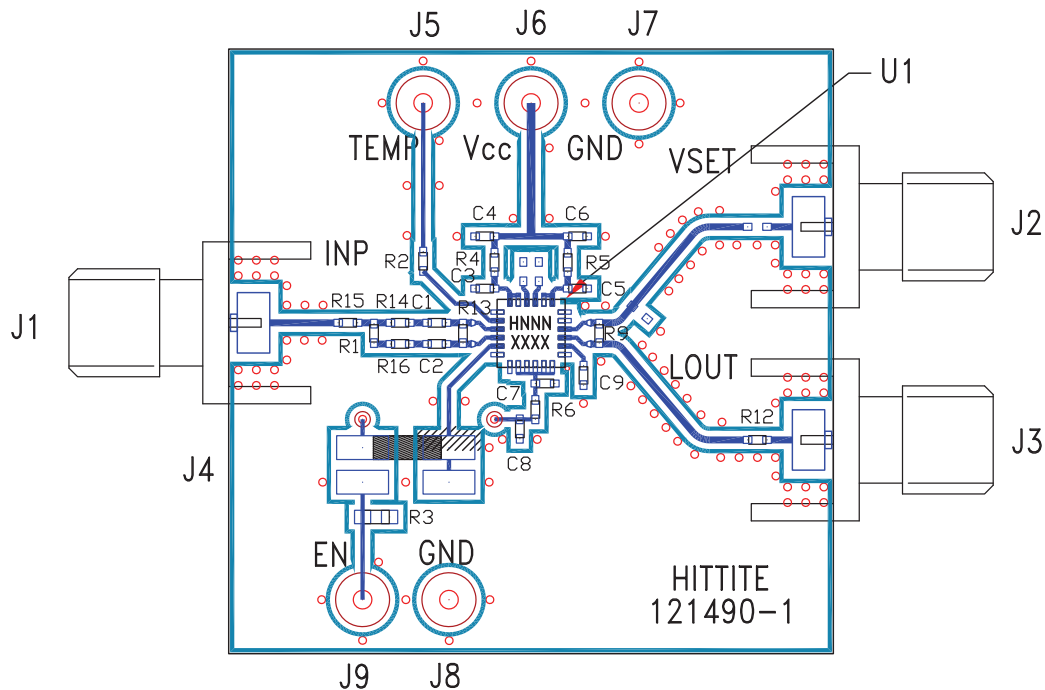 J5
J6
J7
U1
TEMP
Vcc
GND
VSET
J2
C4
C6
INP
R2
R4
R5
C3
C5
J1
R15
R14
C1
R13
HNNN
XXXX
R9
R1
R16
C2
LOUT
C7
C9
R6
R12
J3
J4
C8
R3
EN
GND
HITTITE
121490-1
J9
J8